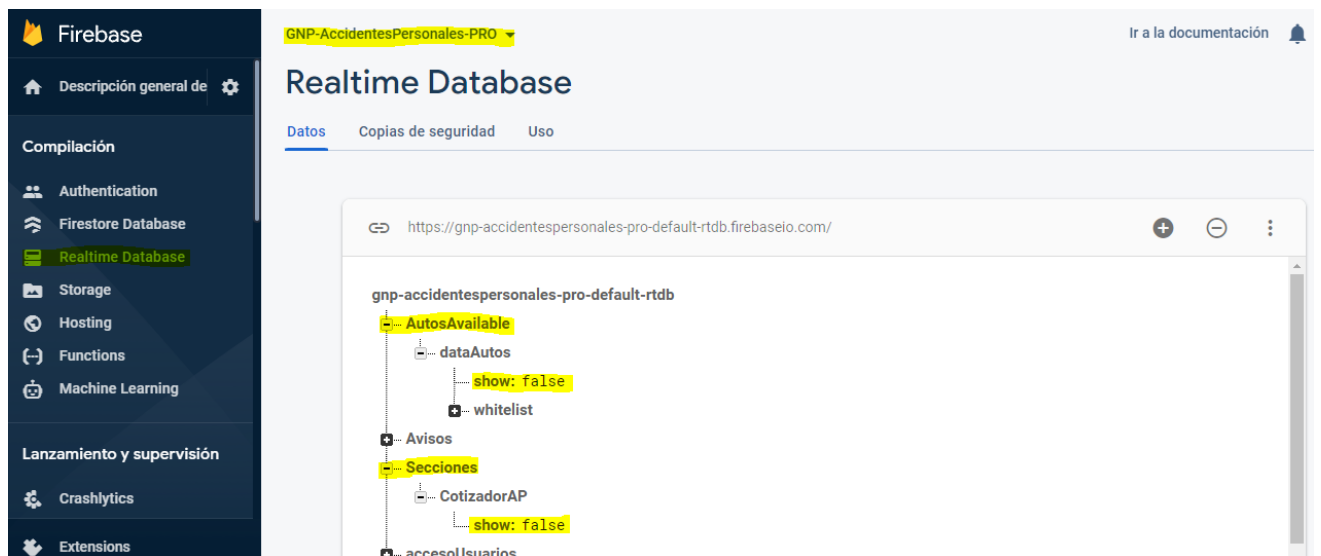 Firebase
Descripción general de
Compilación
Authentication
Firestore Database
Realtime Database
Storage
Hosting
Functions
Machine Learning
Lanzamiento y supervisión
Crashlytics
Extensions
GNP-AccidentesPersonales-PRO
Ir a la documentación
Realtime Database
Datos Copias de seguridad Uso
https://gnp-accidentespersonales-pro-default-rtdb.firebaseio.com/
gnp-accidentespersonales-pro-default-rtdb
AutosAvailable
dataAutos
show: false
whitelist
Avisos
Secciones
CotizadorAP
show: false
accesoUsuarios